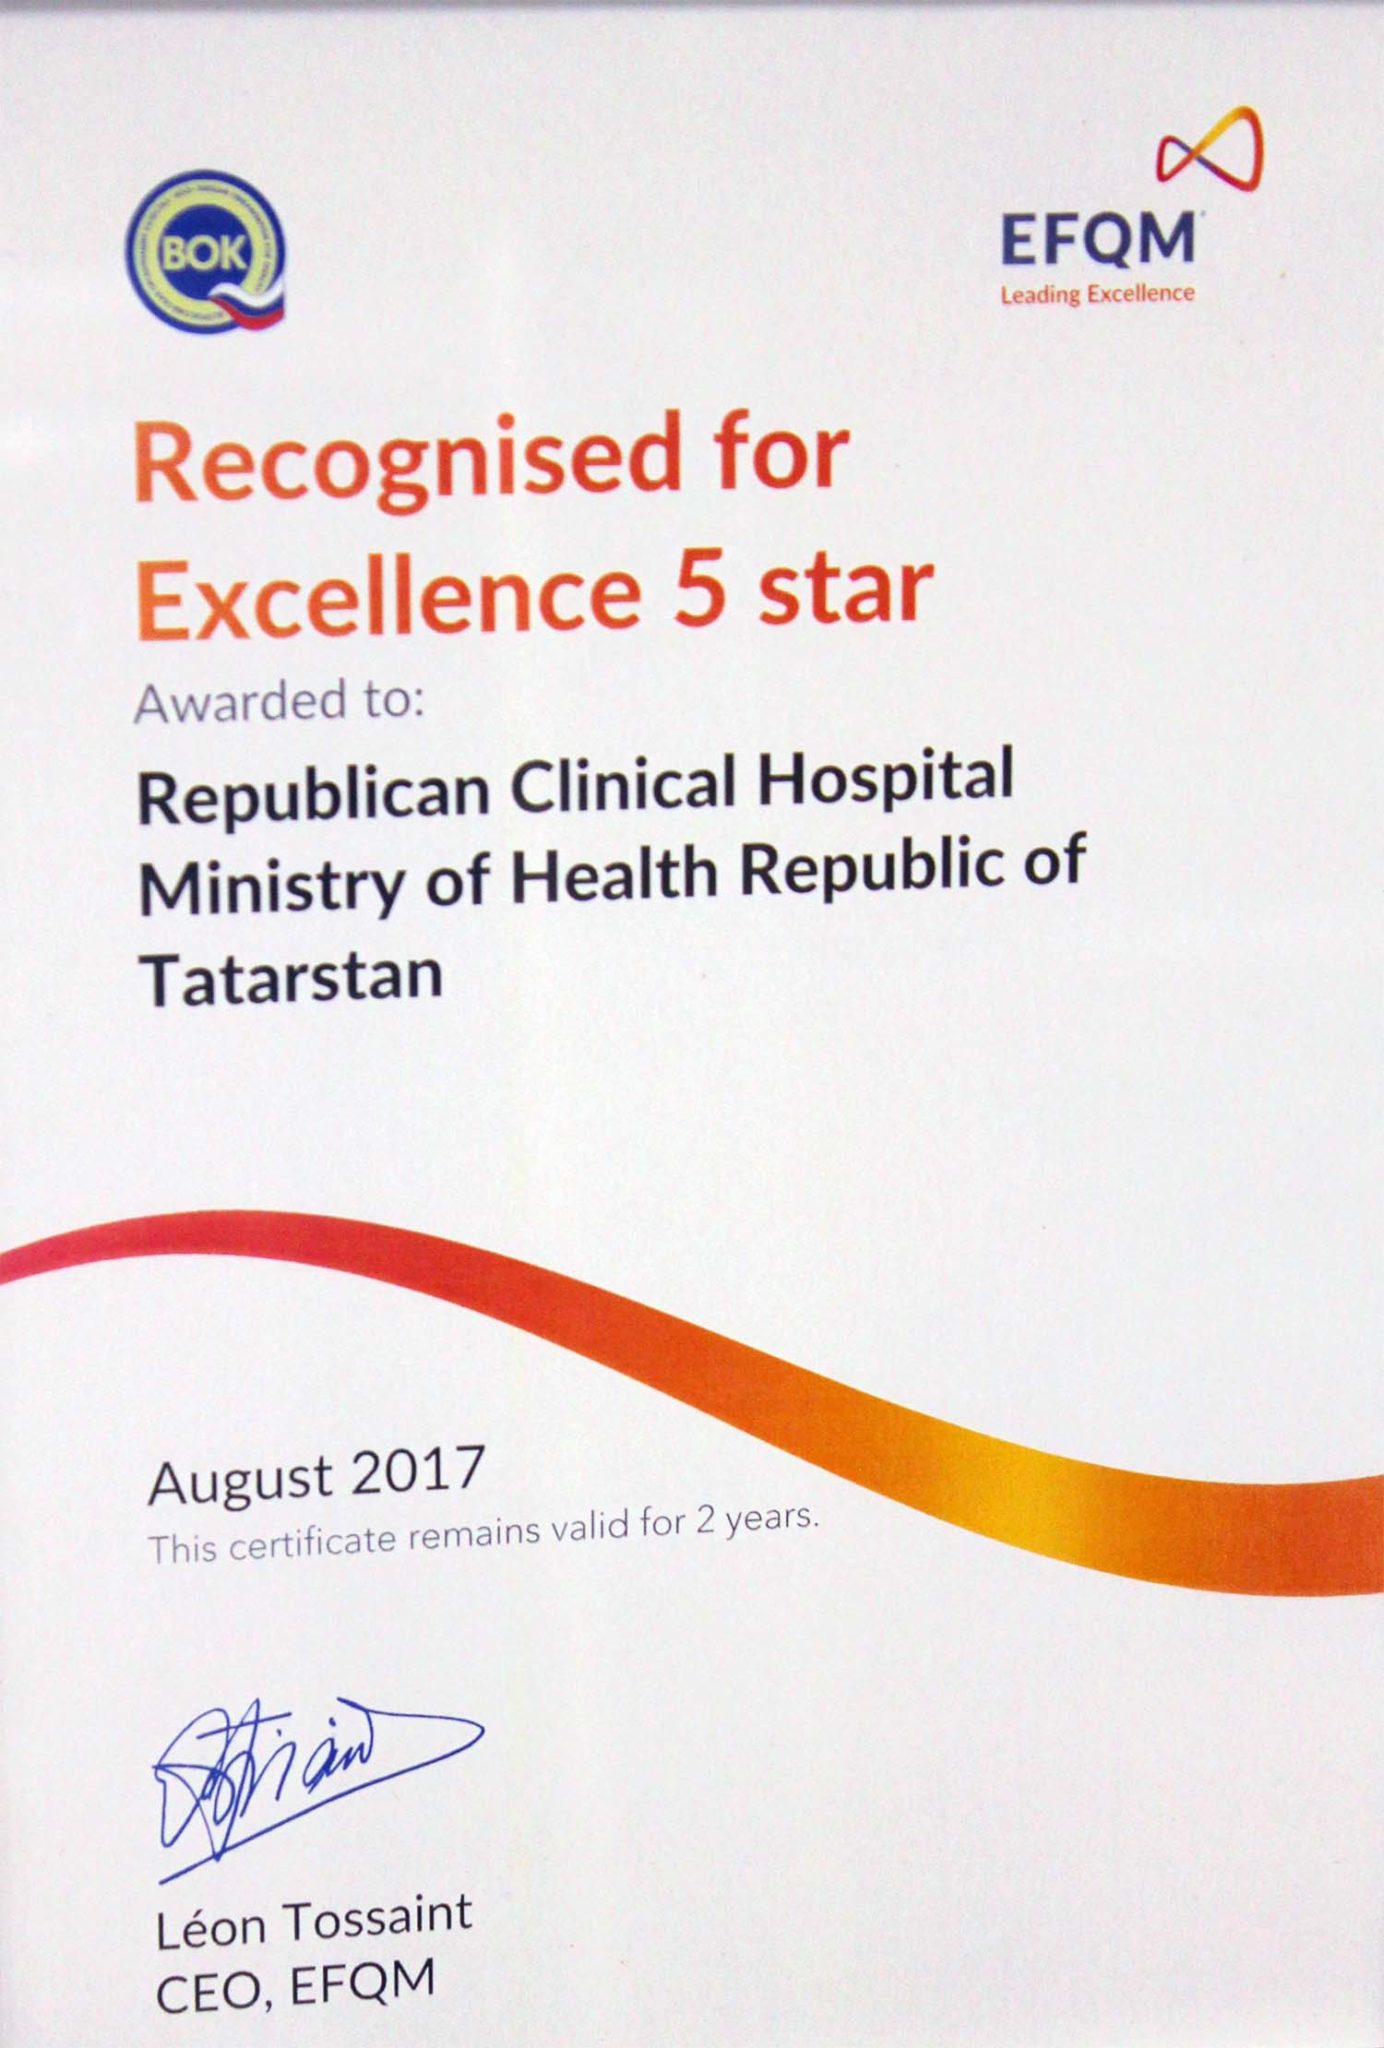 BOK
EFQM
Leading Excellence
Recognised for
Excellence 5 star
Awarded to:
Republican Clinical Hospital
Ministry of Health Republic of
Tatarstan
August 2017
This certificate remains valid for 2 years.
Léon Tossaint
CEO, EFQM